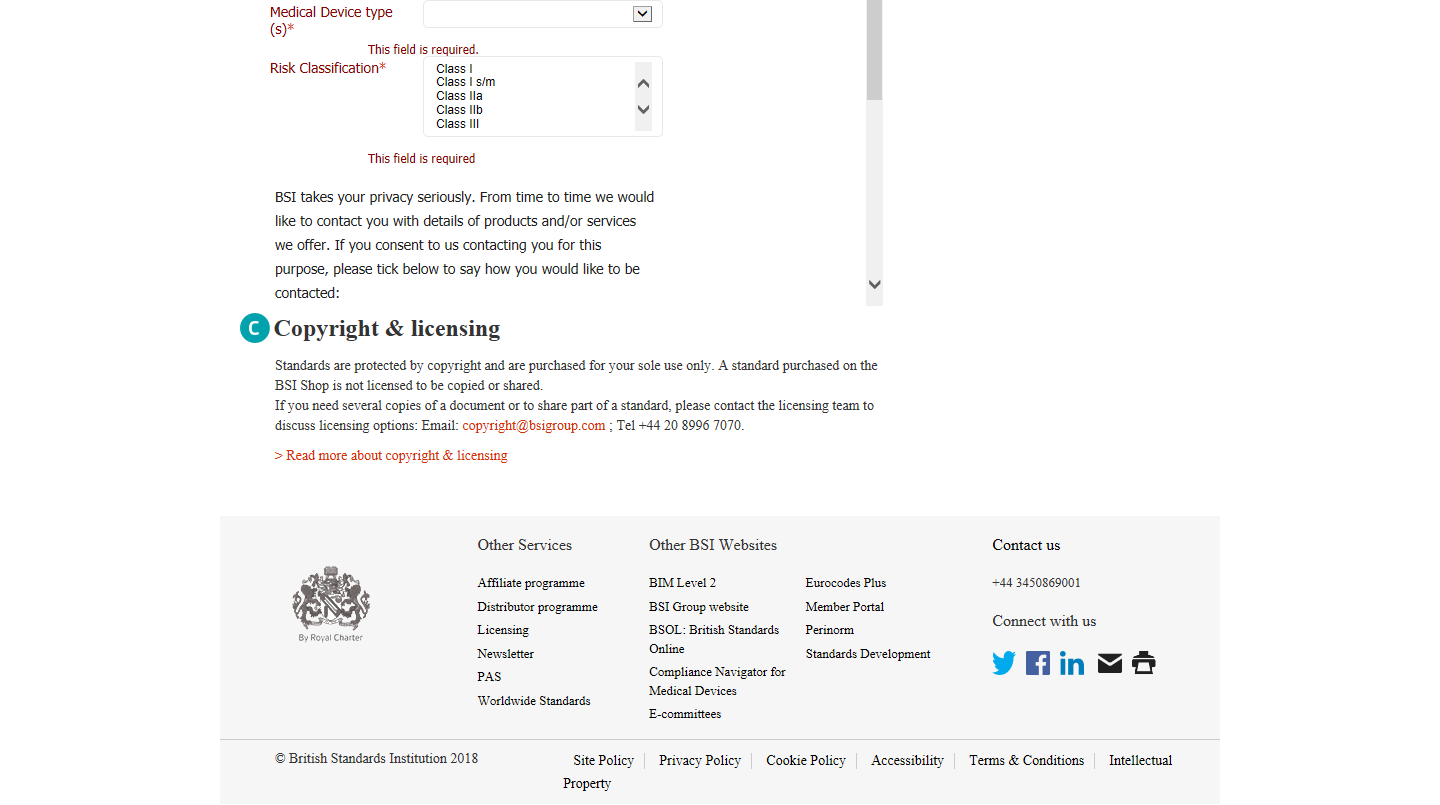 Medical Device type
(s)*
This field is required.
Risk Classification*
Class I
Class I s/m
Class IIa
Class IIb
Class III
This field is required
BSI takes your privacy seriously. From time to time we would
like to contact you with details of products and/or services
we offer. If you consent to us contacting you for this
purpose, please tick below to say how you would like to be
contacted:
C Copyright & licensing
Standards are protected by copyright and are purchased for your sole use only. A standard purchased on the
BSI Shop is not licensed to be copied or shared.
If you need several copies of a document or to share part of a standard, please contact the licensing team to
discuss licensing options: Email: copyright@bsigroup.com ; Tel +44 20 8996 7070.
> Read more about copyright & licensing
By Royal Charter
Other Services
Affiliate programme
Distributor programme
Licensing
Newsletter
PAS
Worldwide Standards
Other BSI Websites
BIM Level 2
BSI Group website
BSOL: British Standards
Online
Compliance Navigator for
Medical Devices
E-committees
Eurocodes Plus
Member Portal
Perinorm
Standards Development
Contact us
+44 3450869001
Connect with us
in
© British Standards Institution 2018
Site Policy Privacy Policy Cookie Policy Accessibility Terms & Conditions Intellectual
Property